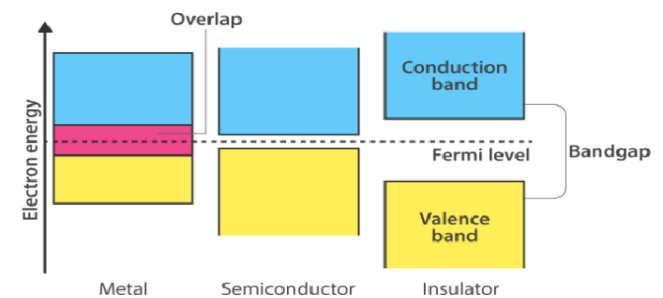 Overlap
Electron energy
Conduction
band
Fermi level
Bandgap
Valence
band
Metal
Semiconductor
Insulator